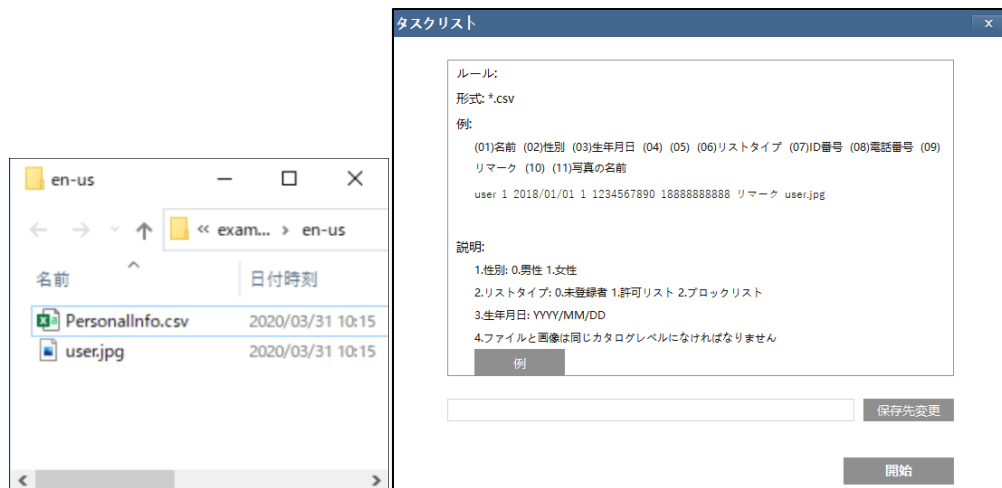 en-us
« exam... › en-us
名前
日付時刻
PersonalInfo.csv
2020/03/31 10:15
user.jpg
2020/03/31 10:15
タスクリスト
x
ルール:
形式: *.csv
例:
(01)名前 (02)性別 (03)生年月日 (04) (05) (06)リストタイプ (07)ID番号 (08)電話番号 (09)
リマーク (10) (11)写真の名前
user 1 2018/01/01 1 1234567890 18888888888 リマーク user.jpg
説明:
1.性別: 0.男性 1.女性
2.リストタイプ: 0.未登録者 1.許可リスト 2.ブロックリスト
3.生年月日: YYYY/MM/DD
4.ファイルと画像は同じカタログレベルになければなりません
例
保存先変更
開始